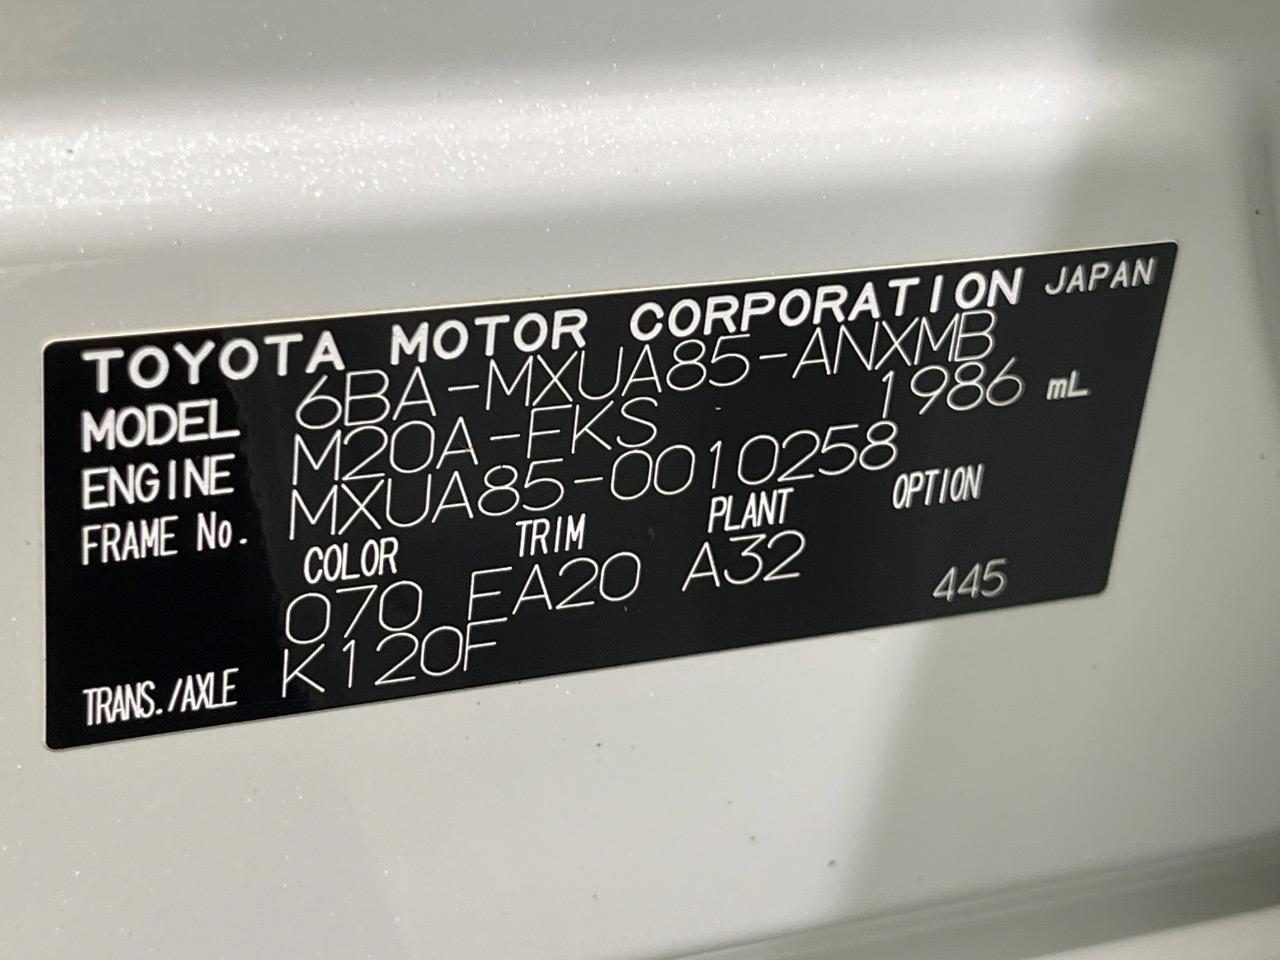 TOYOTA MOTOR CORPORATION JAPAN
MODEL 6BA-MXUA85-ANXMB
ENGINE M20A-FKS 1986 mL
FRAME No. MXUA85-0010258
COLOR TRIM PLANT OPTION
070 FA20 A32 445
TRANS./AXLE K120F